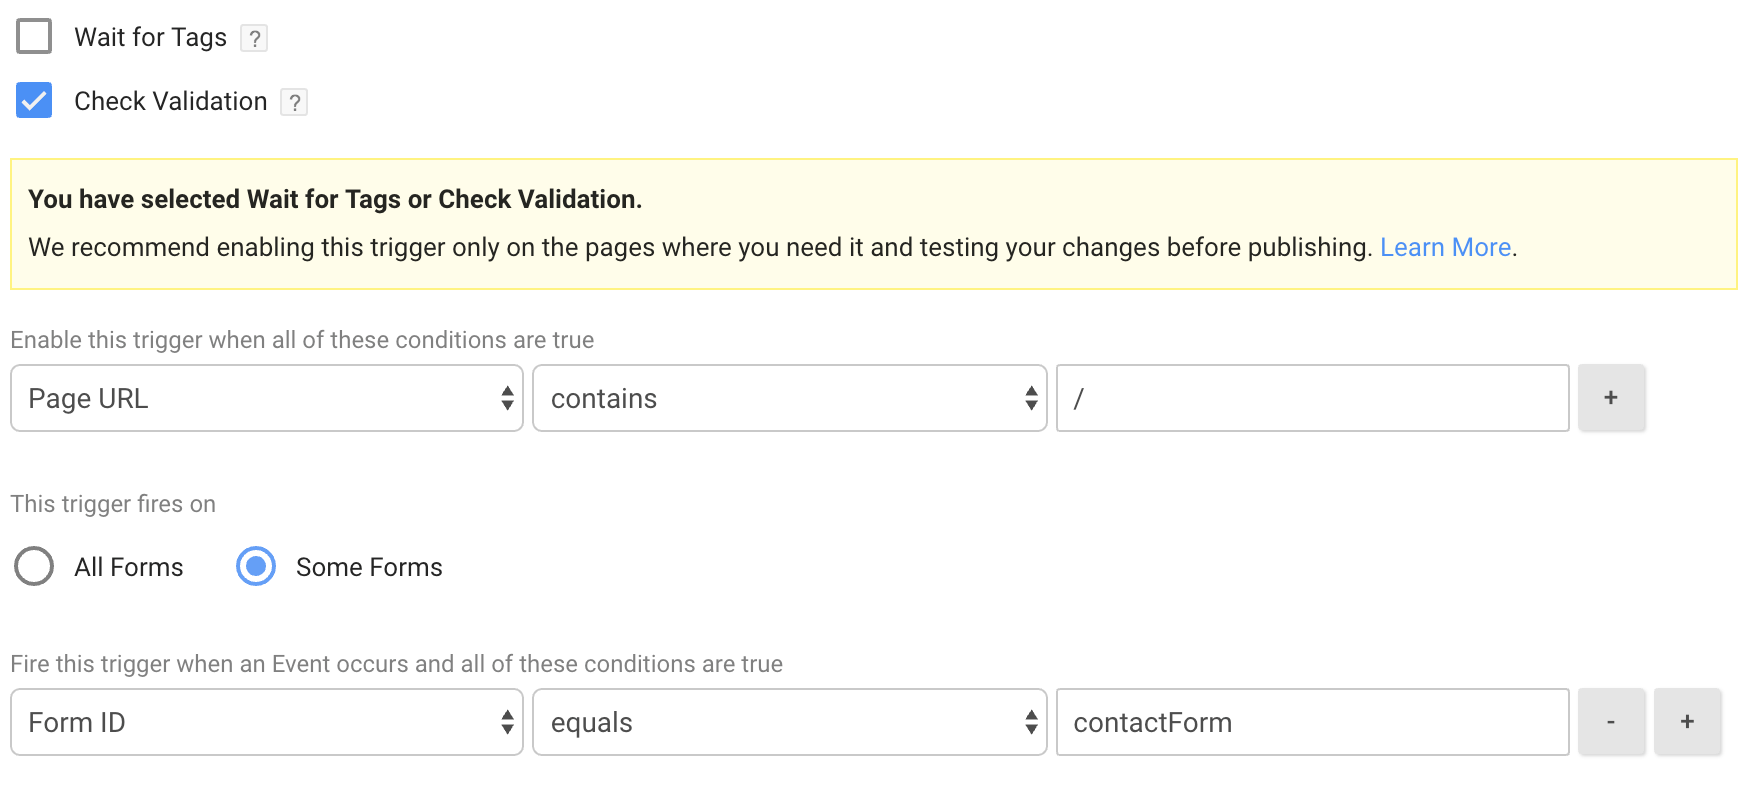 Wait for Tags ?
Check Validation ?
You have selected Wait for Tags or Check Validation.
We recommend enabling this trigger only on the pages where you need it and testing your changes before publishing. Learn More.
Enable this trigger when all of these conditions are true
Page URL contains / +
This trigger fires on
All Forms Some Forms
Fire this trigger when an Event occurs and all of these conditions are true
Form ID equals contactForm - +